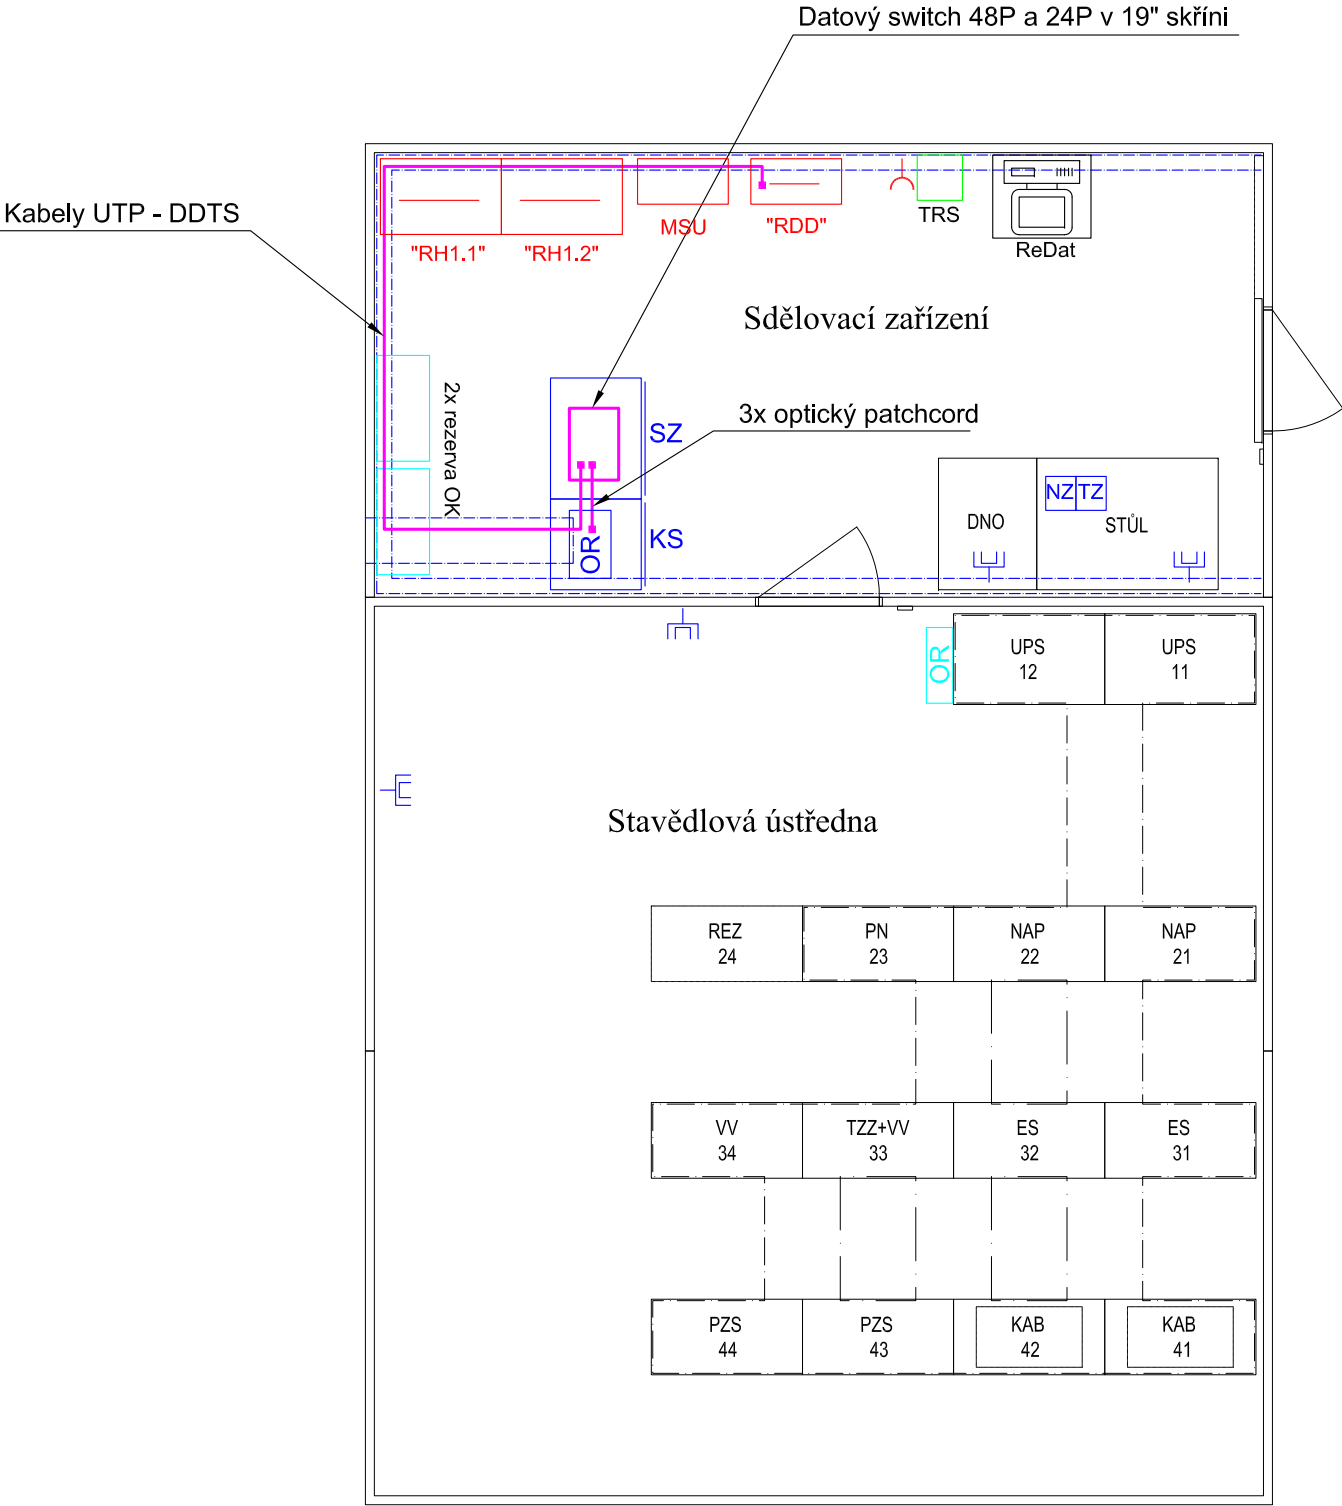 Datový switch 48P a 24P v 19" skříni
Kabely UTP - DDTS
"RH1.1"
"RH1.2"
MSU
"RDD"
TRS
ReDat
Sdělovací zařízení
2x rezerva OK
SZ
3x optický patchcord
KS
OR
NZ
TZ
DNO
STŮL
OR
UPS
12
UPS
11
Stavědlová ústředna
REZ
24
PN
23
NAP
22
NAP
21
VV
34
TZZ+VV
33
ES
32
ES
31
PZS
44
PZS
43
KAB
42
KAB
41